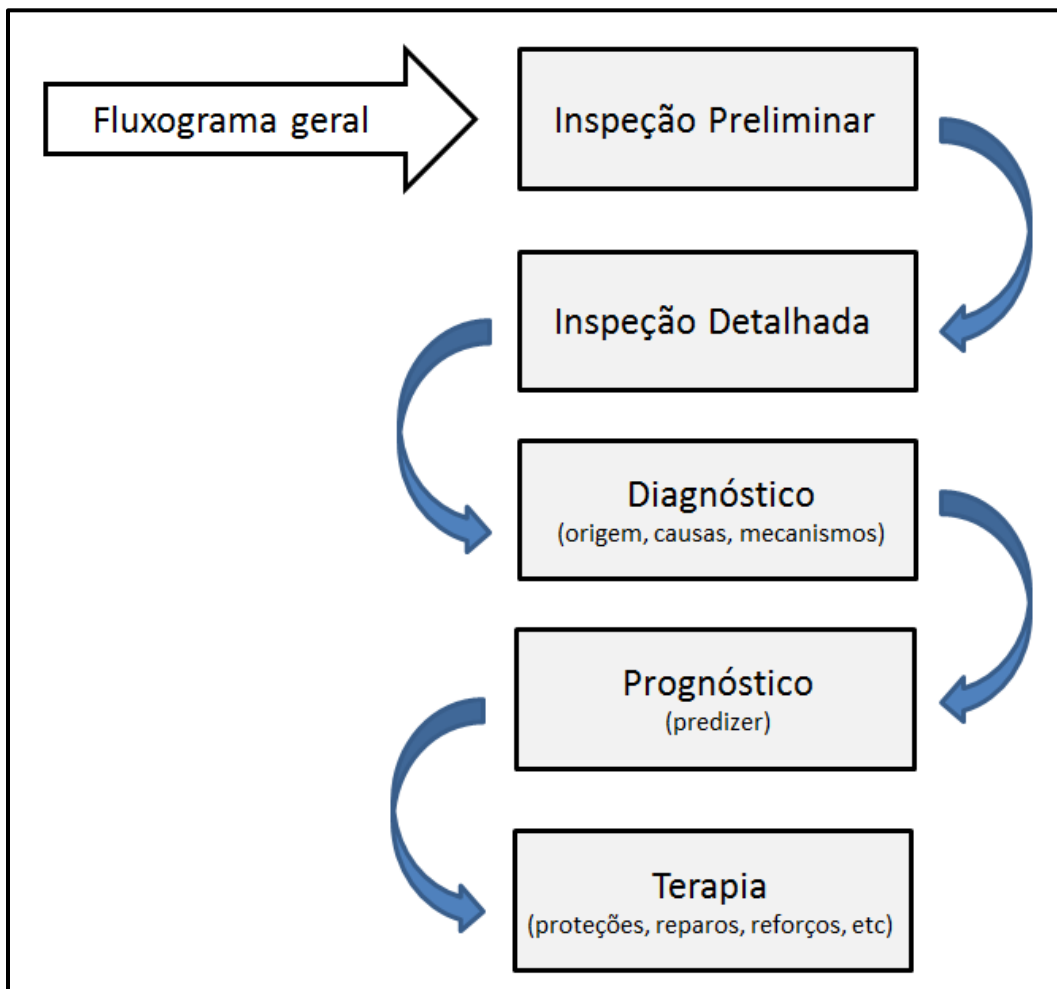 Fluxograma geral
Inspeção Preliminar
Inspeção Detalhada
Diagnóstico
(origem, causas, mecanismos)
Prognóstico
(predizer)
Terapia
(proteções, reparos, reforços, etc)